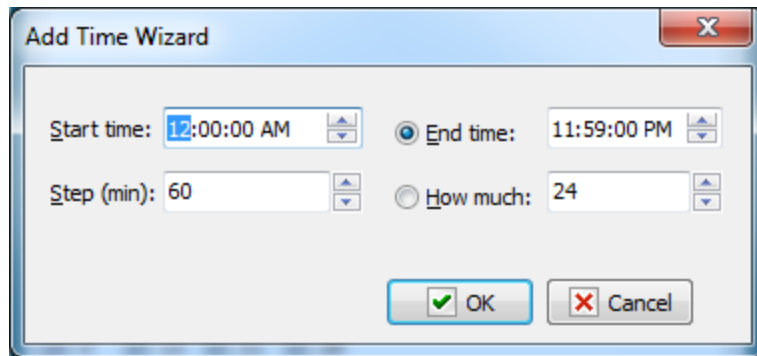 Add Time Wizard
Start time: 12:00:00 AM End time: 11:59:00 PM
Step (min): 60 How much: 24
OK Cancel